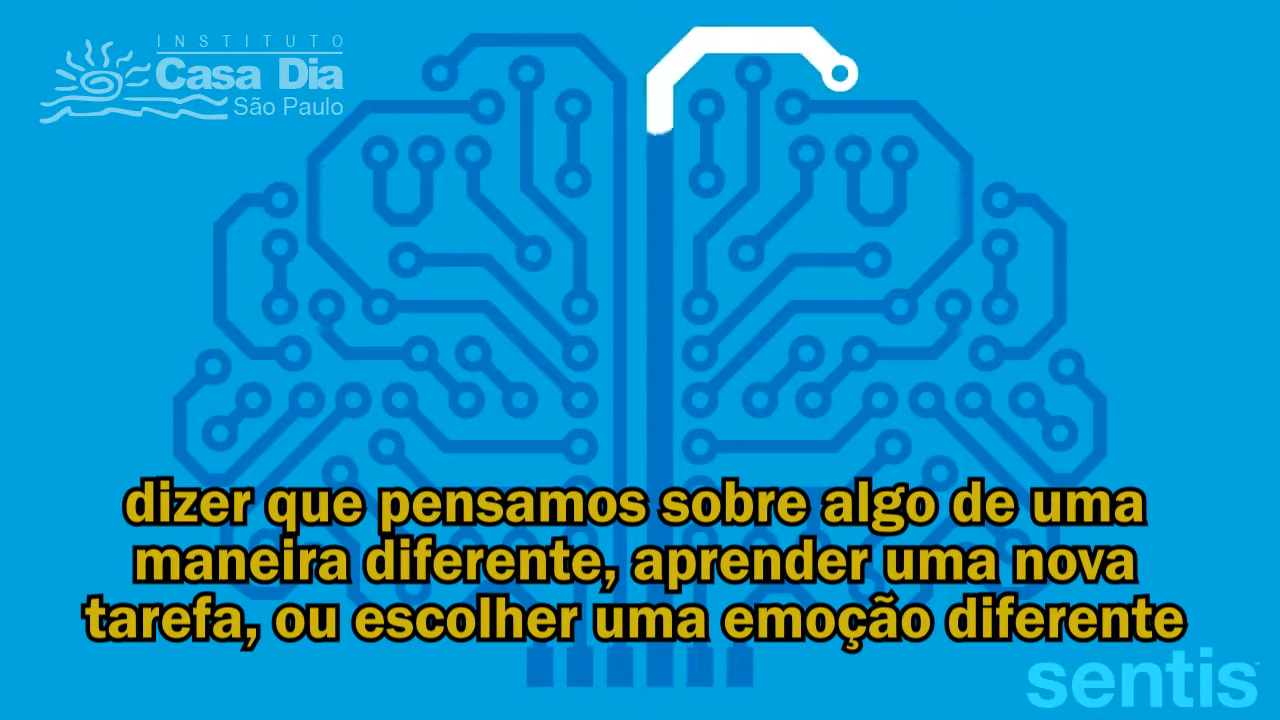 INSTITUTO
Casa Dia
São Paulo
dizer que pensamos sobre algo de uma
maneira diferente, aprender uma nova
tarefa, ou escolher uma emoção diferente
sentis™